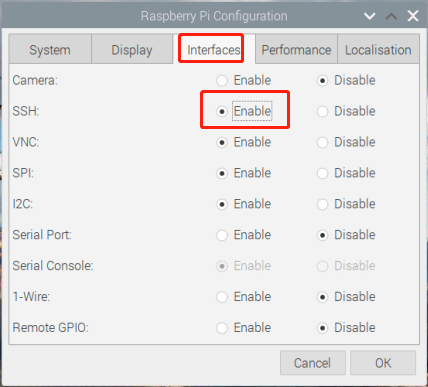 Raspberry Pi Configuration
System Display Interfaces Performance Localisation
Camera: Enable Disable
SSH: Enable Disable
VNC: Enable Disable
SPI: Enable Disable
I2C: Enable Disable
Serial Port: Enable Disable
Serial Console: Enable Disable
1-Wire: Enable Disable
Remote GPIO: Enable Disable
Cancel OK